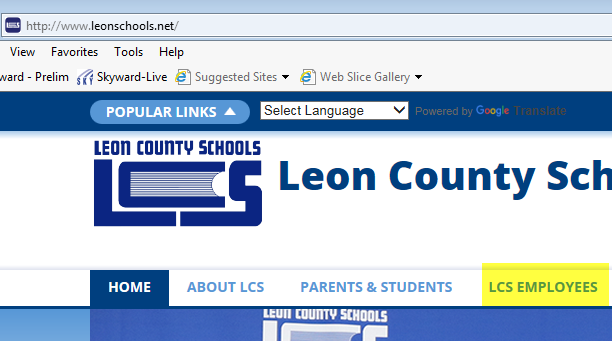 http://www.leonschools.net/
View Favorites Tools Help
ward - Prelim Skyward-Live Suggested Sites Web Slice Gallery
POPULAR LINKS Select Language Powered by Google Translate
LEON COUNTY SCHOOLS
LCS
Leon County Sch
HOME ABOUT LCS PARENTS & STUDENTS LCS EMPLOYEES
LEON COUNTY SCHOOLS